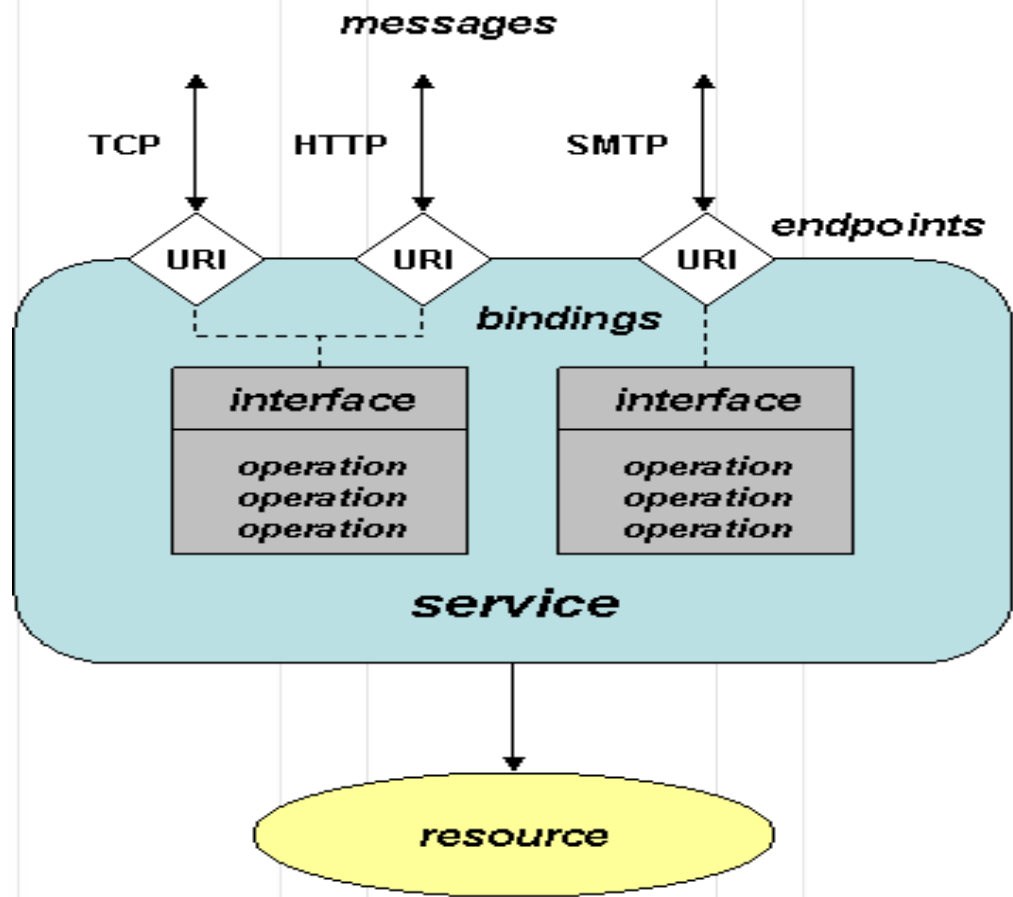 messages
TCP HTTP SMTP
endpoints
URI URI URI
bindings
interface interface
operation operation
operation operation
operation operation
service
resource